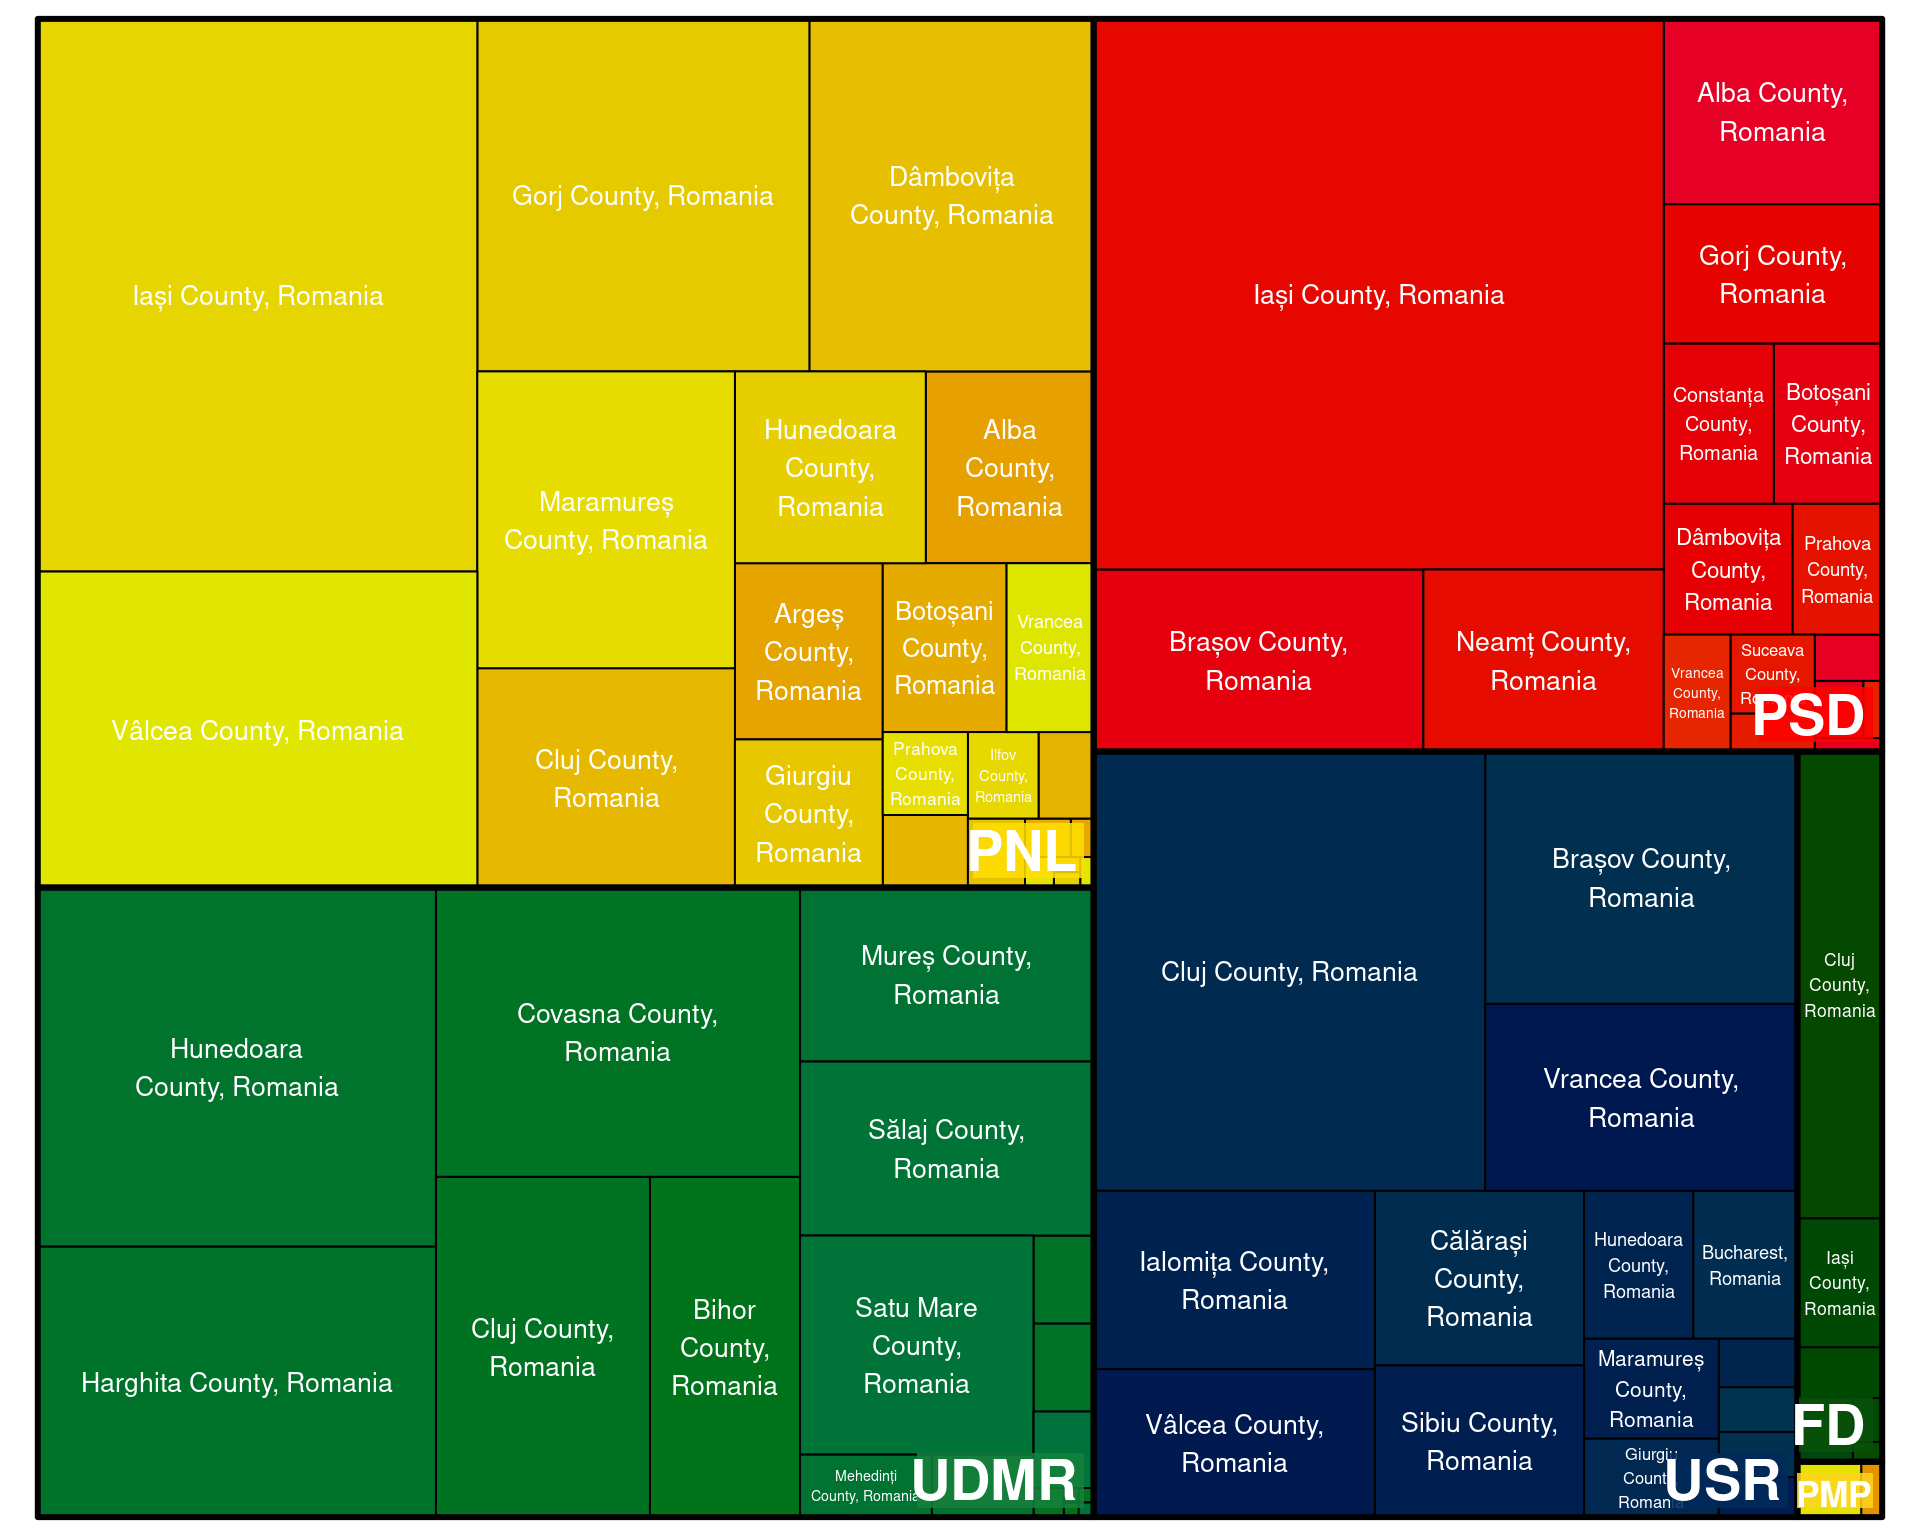 Iași County, Romania
Gorj County, Romania
Dâmbovița
County, Romania
Vâlcea County, Romania
Maramureș
County, Romania
Hunedoara
County,
Romania
Alba
County,
Romania
Cluj County,
Romania
Argeș
County,
Romania
Botoșani
County,
Romania
Vrancea
County,
Romania
Giurgiu
County,
Romania
Prahova
County,
Romania
Ilfov
County,
Romania
PNL
Iași County, Romania
Alba County,
Romania
Gorj County,
Romania
Constanța
County,
Romania
Botoșani
County,
Romania
Dâmbovița
County,
Romania
Prahova
County,
Romania
Brașov County,
Romania
Neamț County,
Romania
Vrancea
County,
Romania
Suceava
County,
PSD
Hunedoara
County, Romania
Harghita County, Romania
Covasna County,
Romania
Cluj County,
Romania
Bihor
County,
Romania
Mureș County,
Romania
Sălaj County,
Romania
Satu Mare
County,
Romania
Mehedinți
County, Romania
UDMR
Cluj County, Romania
Brașov County,
Romania
Vrancea County,
Romania
Ialomița County,
Romania
Vâlcea County,
Romania
Călărași
County,
Romania
Sibiu County,
Romania
Hunedoara
County,
Romania
Bucharest,
Romania
Maramureș
County,
Romania
Giurgiu
County,
Romania
USR
Cluj
County,
Romania
Iași
County,
Romania
FD
PMP